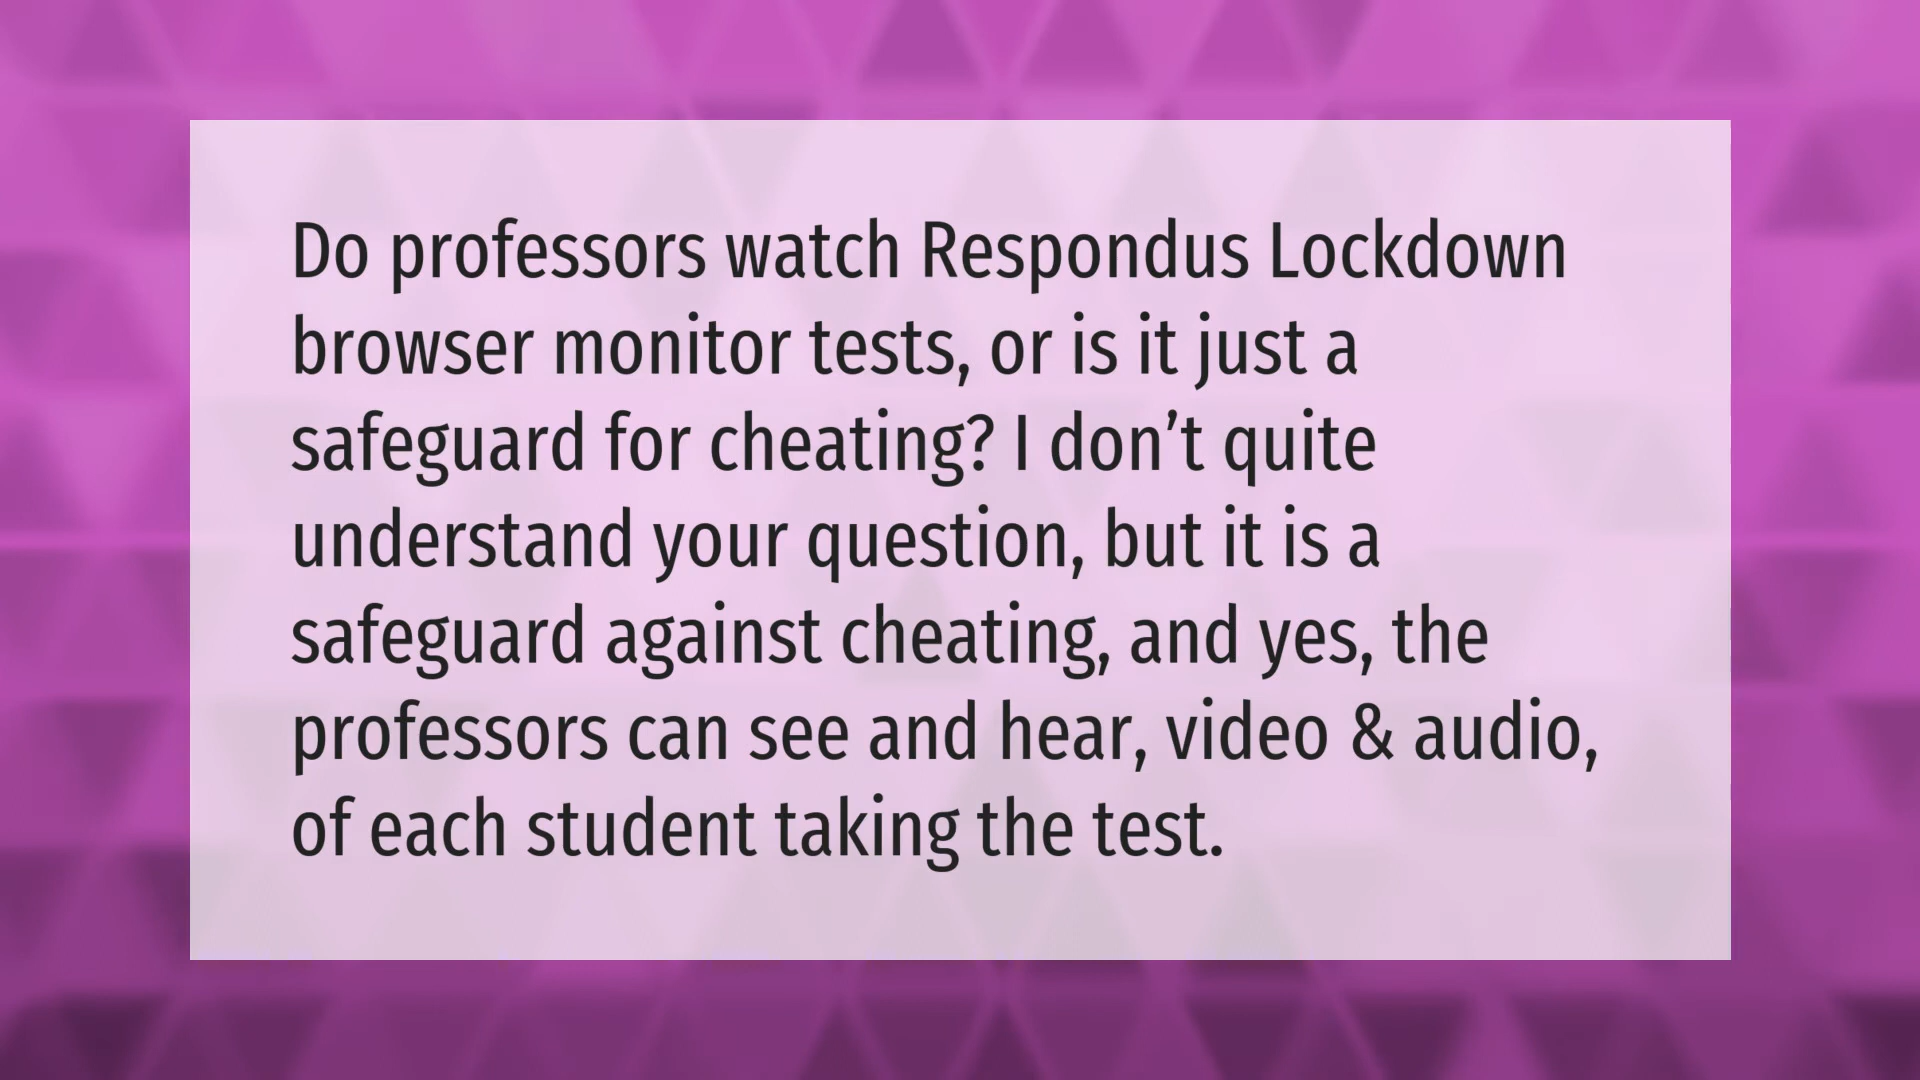 Do professors watch Respondus Lockdown
browser monitor tests, or is it just a
safeguard for cheating? I don’t quite
understand your question, but it is a
safeguard against cheating, and yes, the
professors can see and hear, video & audio,
of each student taking the test.